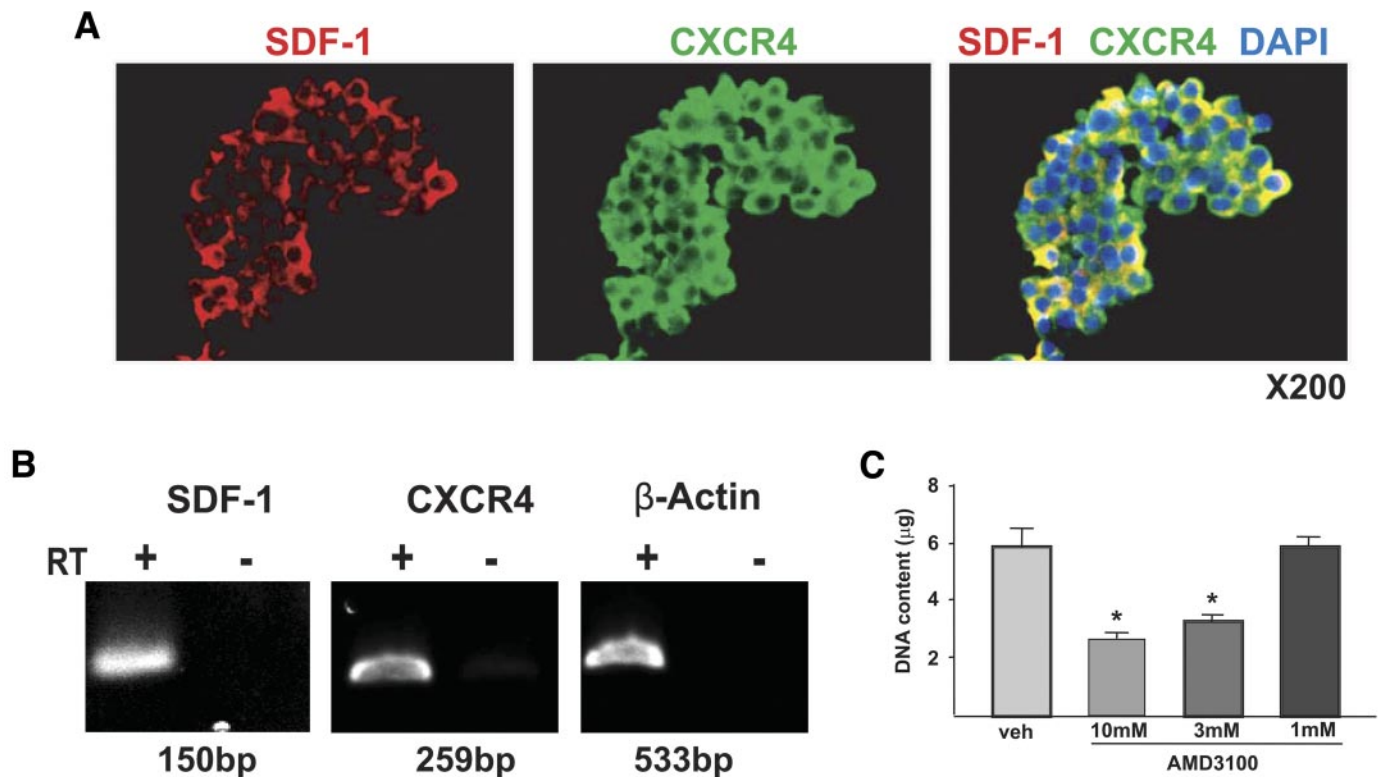 A
SDF-1
CXCR4
SDF-1 CXCR4 DAPI
X200
B
SDF-1
CXCR4
β-Actin
RT + - + - + -
150bp
259bp
533bp
C
DNA content (μg)
8
6
4
2
* *
veh 10mM 3mM 1mM
AMD3100